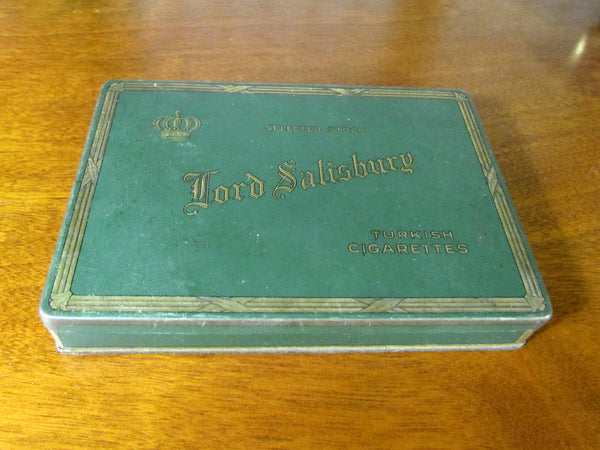 SELECTED STOCK
Lord Salisbury
TURKISH
CIGARETTES